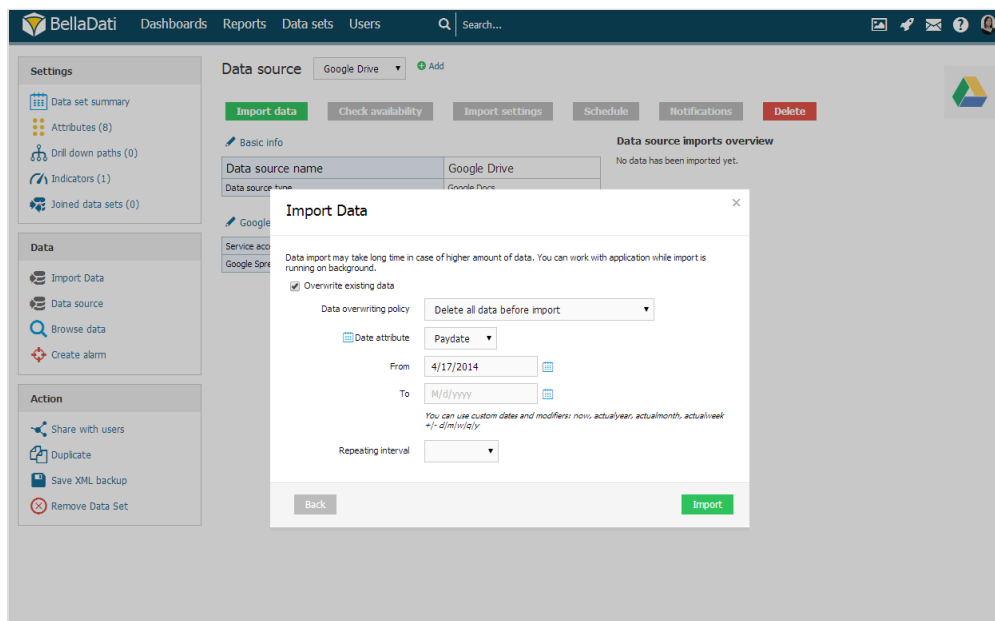 BellaDati Dashboards Reports Data sets Users Search...
Settings
Data set summary
Attributes (8)
Drill down paths (0)
Indicators (1)
Joined data sets (0)
Data
Import Data
Data source
Browse data
Create alarm
Action
Share with users
Duplicate
Save XML backup
Remove Data Set
Data source Google Drive Add
Import data Check availability Import settings Schedule Notifications Delete
Basic info
Data source name Google Drive
Data source type Google Docs
Google
Service acco
Google Spre
Data source imports overview
No data has been imported yet.
Import Data
Data import may take long time in case of higher amount of data. You can work with application while import is
running on background.
Overwrite existing data
Data overwriting policy Delete all data before import
Date attribute Paydate
From 4/17/2014
To M/d/yyyy
You can use custom dates and modifiers: now, actualyear, actualmonth, actualweek
+/- d/m/w/q/y
Repeating interval
Back Import